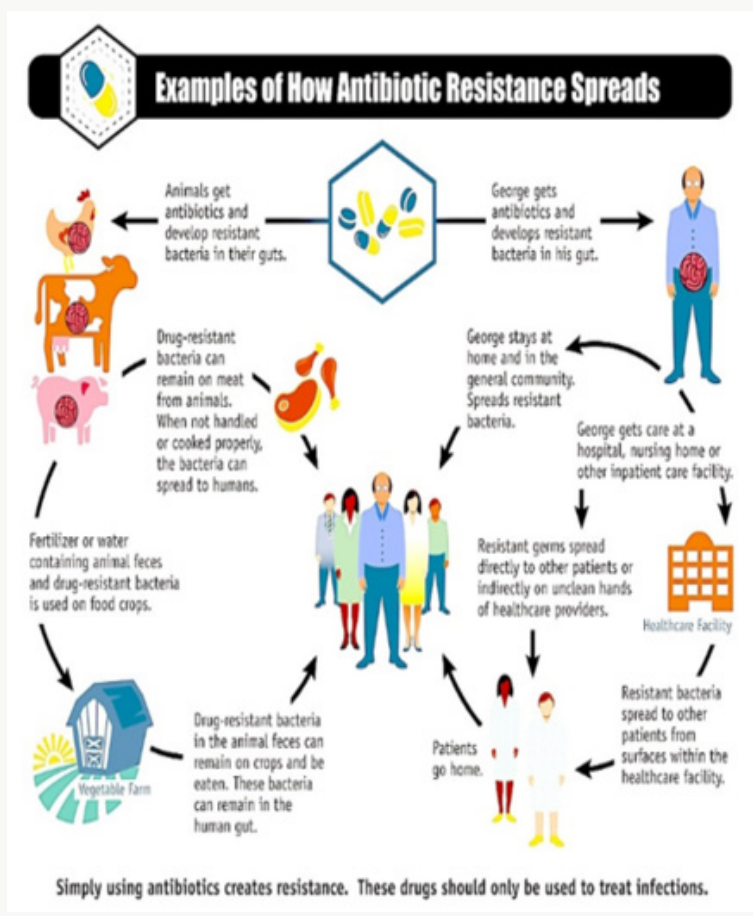 Examples of How Antibiotic Resistance Spreads
Animals get
antibiotics and
develop resistant
bacteria in their guts.
George gets
antibiotics and
develops resistant
bacteria in his gut.
Drug-resistant
bacteria can
remain on meat
from animals.
When not handled
or cooked properly,
the bacteria can
spread to humans.
George stays at
home and in the
general community.
Spreads resistant
bacteria.
George gets care at a
hospital, nursing home or
other inpatient care facility.
Fertilizer or water
containing animal feces
and drug-resistant bacteria
is used on food crops.
Resistant germs spread
directly to other patients or
indirectly on unclean hands
of healthcare providers.
Healthcare Facility
Vegetable Farm
Drug-resistant bacteria
in the animal feces can
remain on crops and be
eaten. These bacteria
can remain in the
human gut.
Patients
go home.
Resistant bacteria
spread to other
patients from
surfaces within the
healthcare facility.
Simply using antibiotics creates resistance. These drugs should only be used to treat infections.